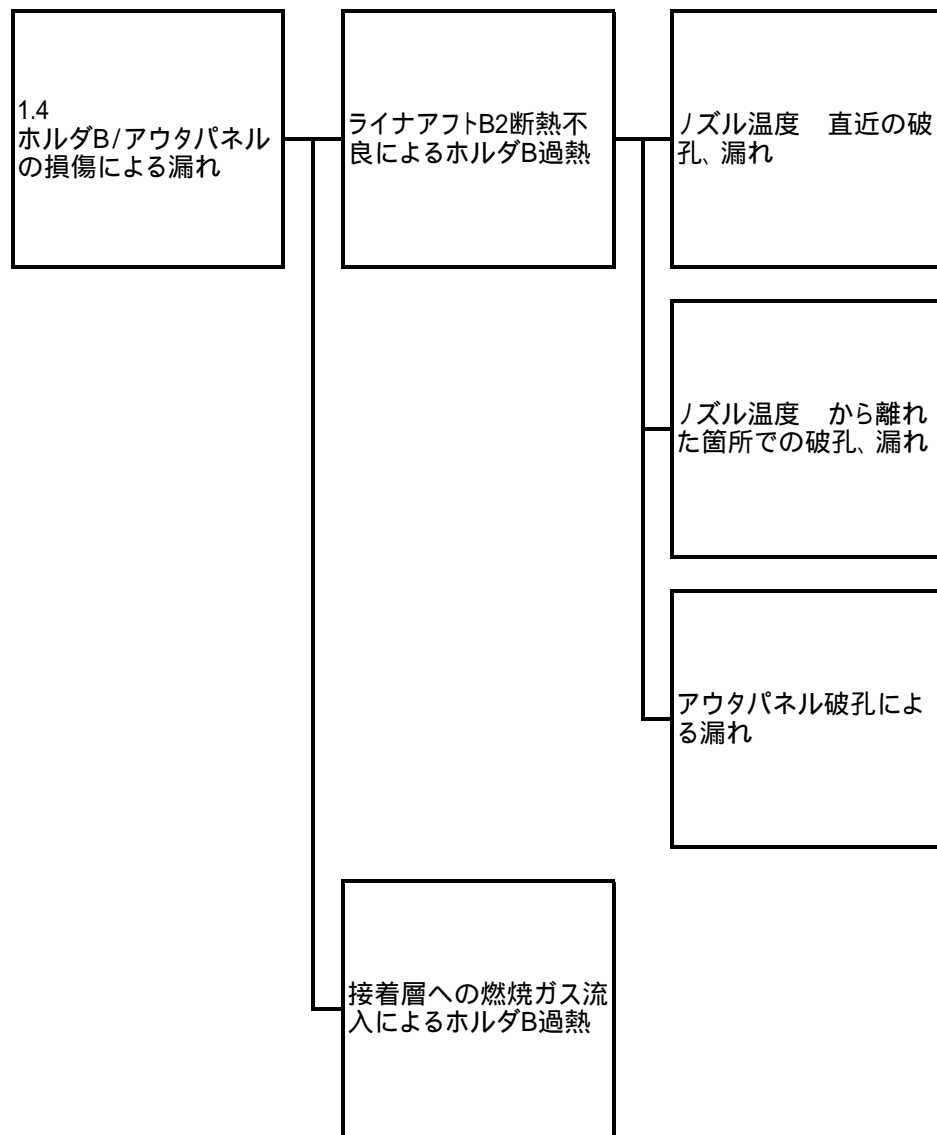 1.4
ホルダB/アウタパネル
の損傷による漏れ
ライナアフトB2断熱不
良によるホルダB過熱
ノズル温度　直近の破
孔、漏れ
ノズル温度　から離れ
た箇所での破孔、漏れ
アウタパネル破孔によ
る漏れ
接着層への燃焼ガス流
入によるホルダB過熱